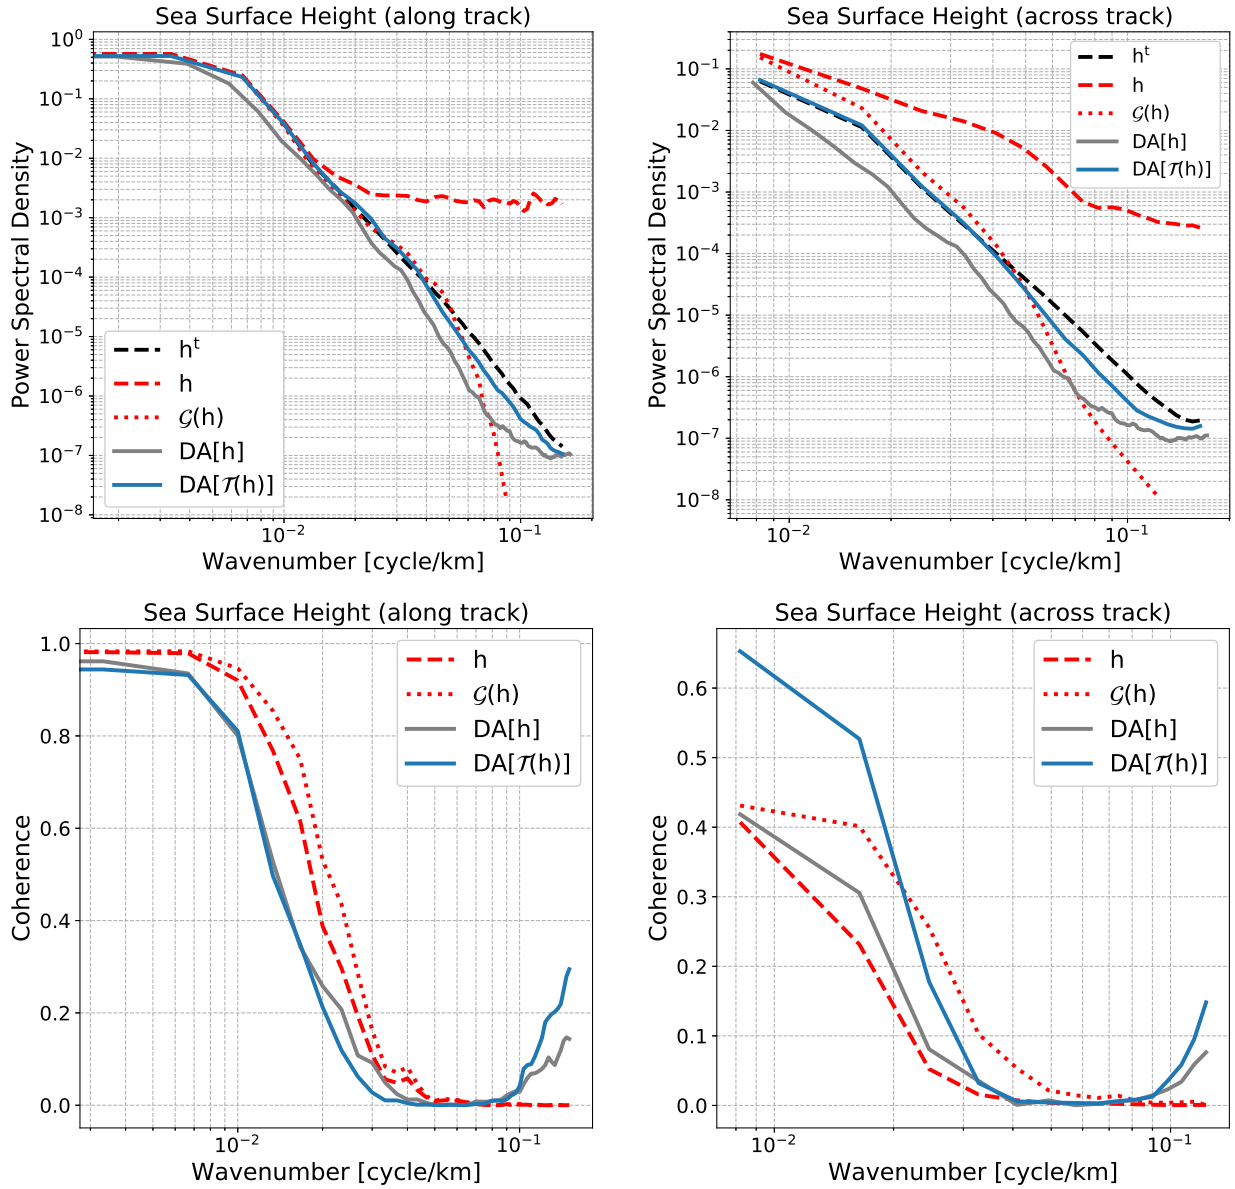 Sea Surface Height (along track)
Power Spectral Density
10⁰
10⁻¹
10⁻²
10⁻³
10⁻⁴
10⁻⁵
10⁻⁶
10⁻⁷
10⁻⁸
hᵗ
h
𝒢(h)
DA[h]
DA[𝒯(h)]
10⁻²
10⁻¹
Wavenumber [cycle/km]
Sea Surface Height (across track)
Power Spectral Density
10⁻¹
10⁻²
10⁻³
10⁻⁴
10⁻⁵
10⁻⁶
10⁻⁷
10⁻⁸
hᵗ
h
𝒢(h)
DA[h]
DA[𝒯(h)]
10⁻²
10⁻¹
Wavenumber [cycle/km]
Sea Surface Height (along track)
Coherence
1.0
0.8
0.6
0.4
0.2
0.0
h
𝒢(h)
DA[h]
DA[𝒯(h)]
10⁻²
10⁻¹
Wavenumber [cycle/km]
Sea Surface Height (across track)
Coherence
0.6
0.5
0.4
0.3
0.2
0.1
0.0
h
𝒢(h)
DA[h]
DA[𝒯(h)]
10⁻²
10⁻¹
Wavenumber [cycle/km]